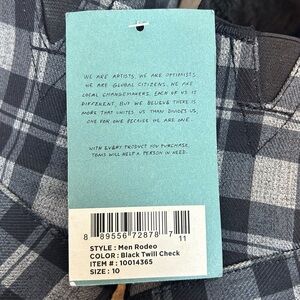 WE ARE ARTISTS, WE ARE OPTIMISTS
WE ARE GLOBAL CITIZENS. WE ARE
LOCAL CHANGEMAKERS. EACH OF US IS
DIFFERENT, BUT WE BELIEVE THERE IS
MORE THAT UNITES US THAN DIVIDES US.
ONE FOR ONE BECAUSE WE ARE ONE.
WITH EVERY PRODUCT YOU PURCHASE,
TOMS WILL HELP A PERSON IN NEED.
8 89556 72878 7 11
STYLE : Men Rodeo
COLOR : Black Twill Check
ITEM # : 10014365
SIZE : 10